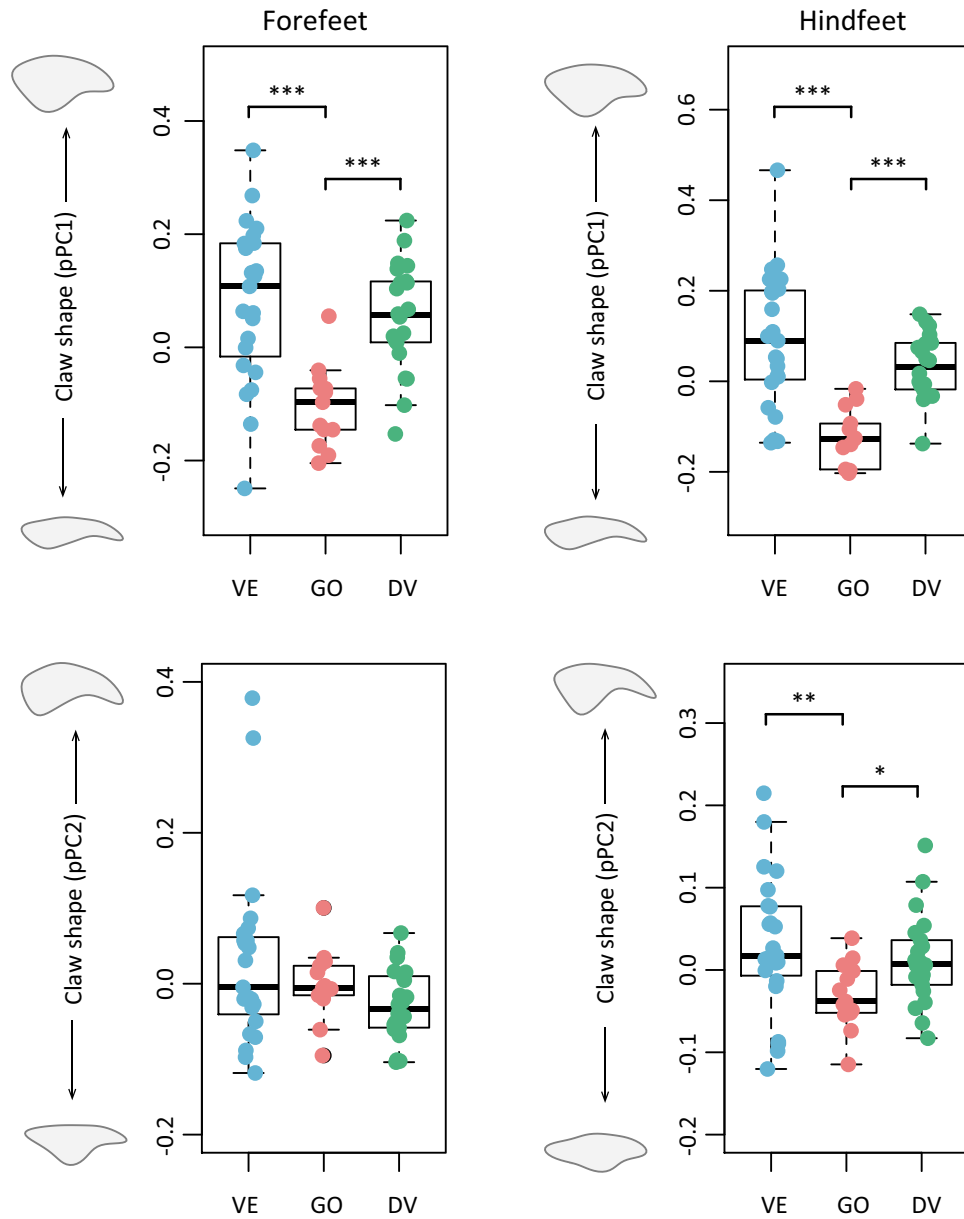 Forefeet
Hindfeet
Claw shape (pPC1)
0.4
0.2
0.0
-0.2
***
***
VE GO DV
Claw shape (pPC1)
0.6
0.4
0.2
0.0
-0.2
***
***
VE GO DV
Claw shape (pPC2)
0.4
0.2
0.0
-0.2
VE GO DV
Claw shape (pPC2)
0.3
0.2
0.1
0.0
-0.1
-0.2
**
*
VE GO DV